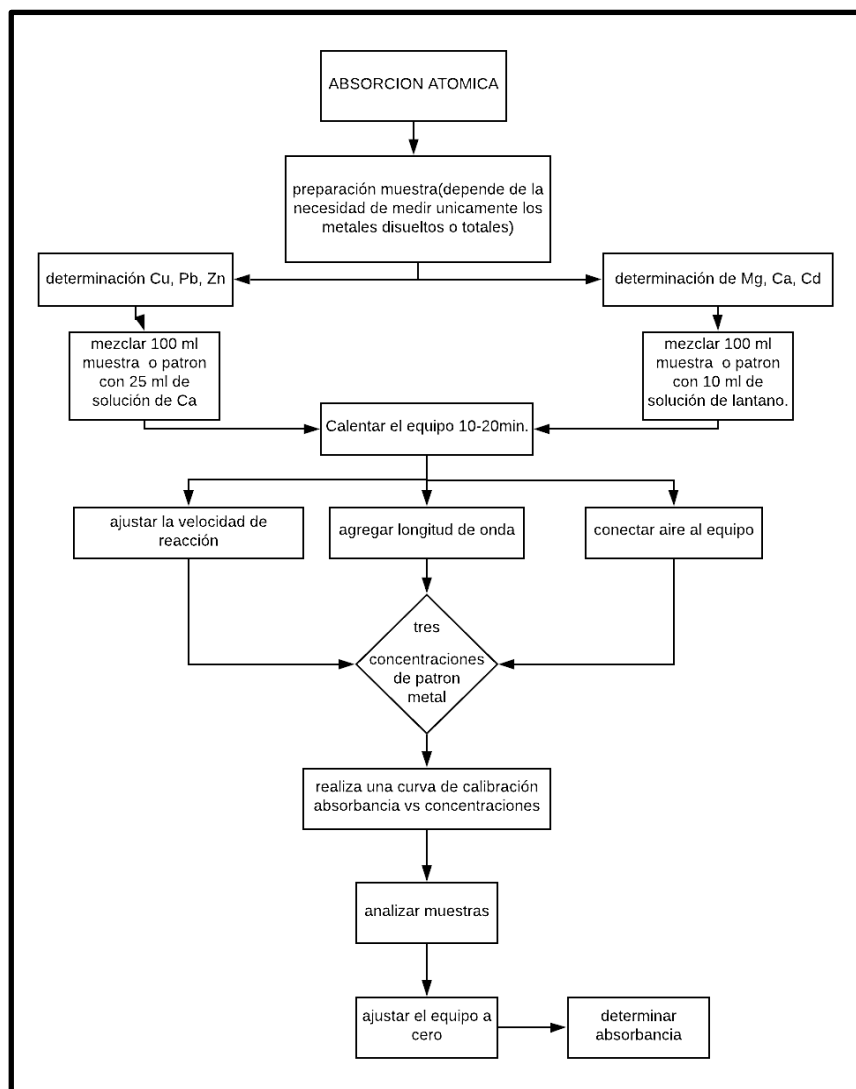 ABSORCION ATOMICA
preparación muestra(depende de la
necesidad de medir unicamente los
metales disueltos o totales)
determinación Cu, Pb, Zn
determinación de Mg, Ca, Cd
mezclar 100 ml
muestra o patron
con 25 ml de
solución de Ca
mezclar 100 ml
muestra o patron
con 10 ml de
solución de lantano.
Calentar el equipo 10-20min.
ajustar la velocidad de
reacción
agregar longitud de onda
conectar aire al equipo
tres
concentraciones
de patron
metal
realiza una curva de calibración
absorbancia vs concentraciones
analizar muestras
ajustar el equipo a
cero
determinar
absorbancia